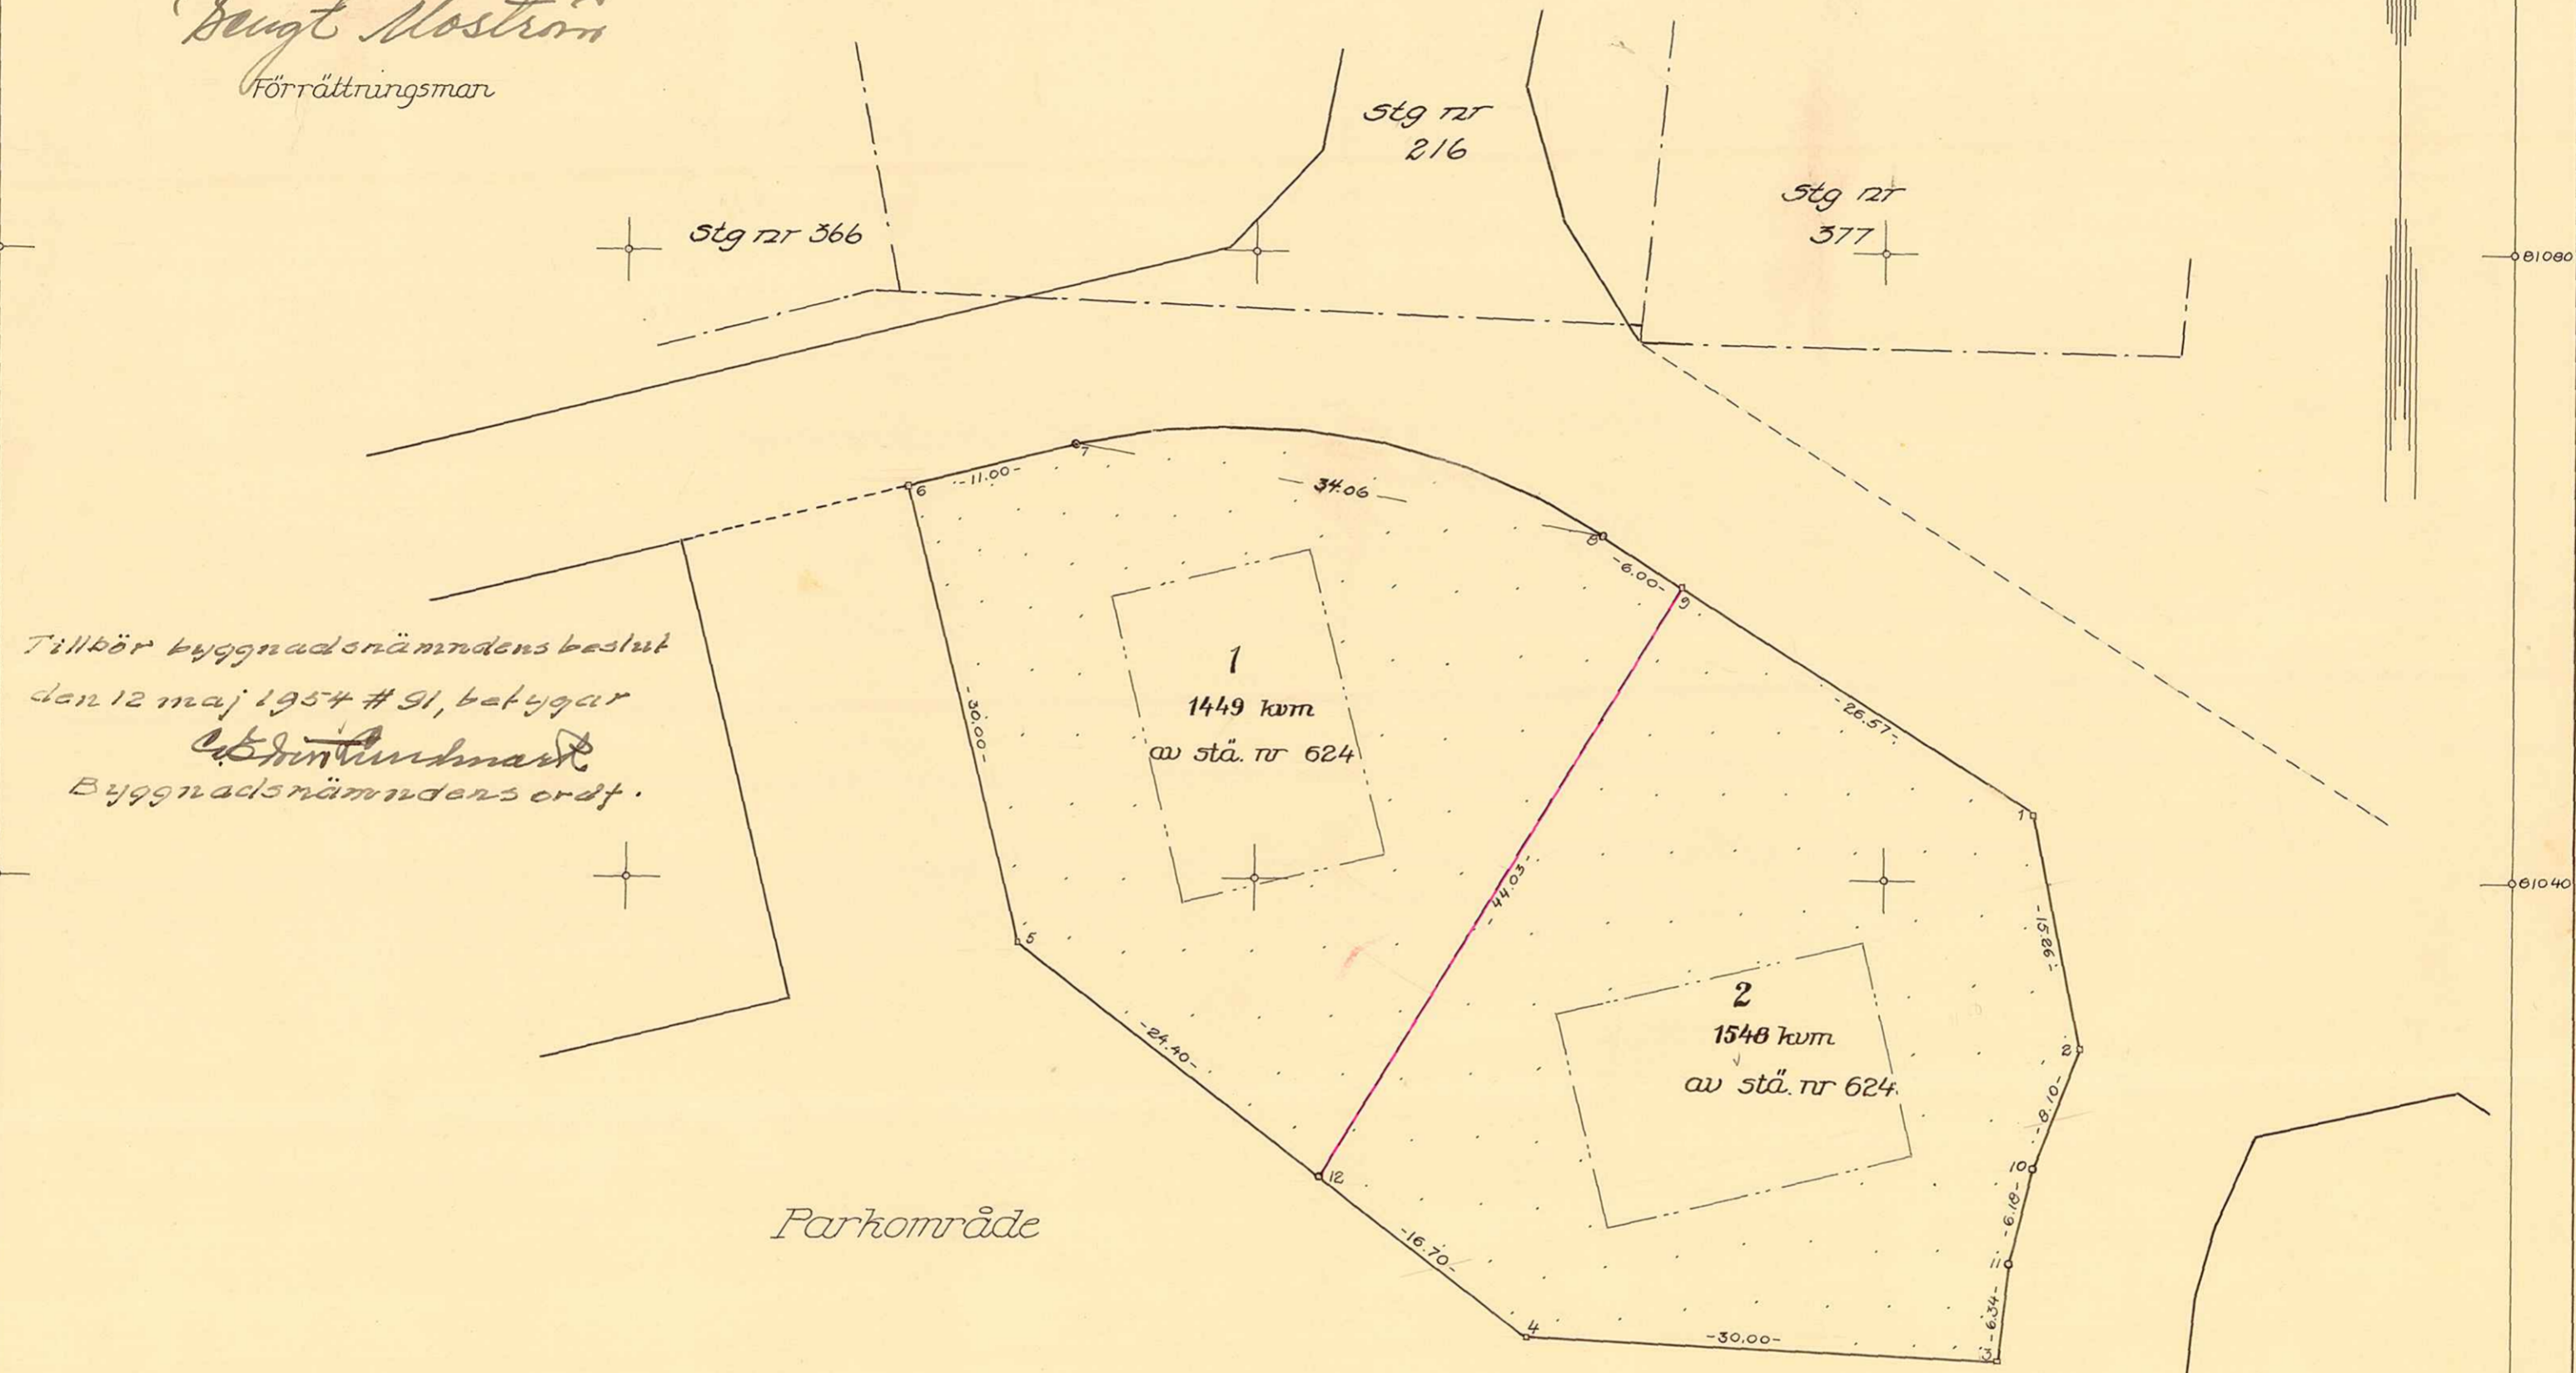 Bengt Moström
Förrättningsman
stg nr
216
stg nr
377
stg nr 366
81080
7
6
-11.00-
34.06
8
-6.00-
9
Tillhör byggnadsnämndens beslut
den 12 maj 1954 # 91, betygar
Byggnadsnämndens ordf.
-30.00-
1
1449 kvm
av stä. nr 624
-26.57-
1
-44.03-
81040
5
-15.86-
2
1548 kvm
av stä. nr 624
2
-24.40-
-8.10-
12
10
Parkområde
-6.18-
-16.70-
11
-6.34-
4
-30.00-
3